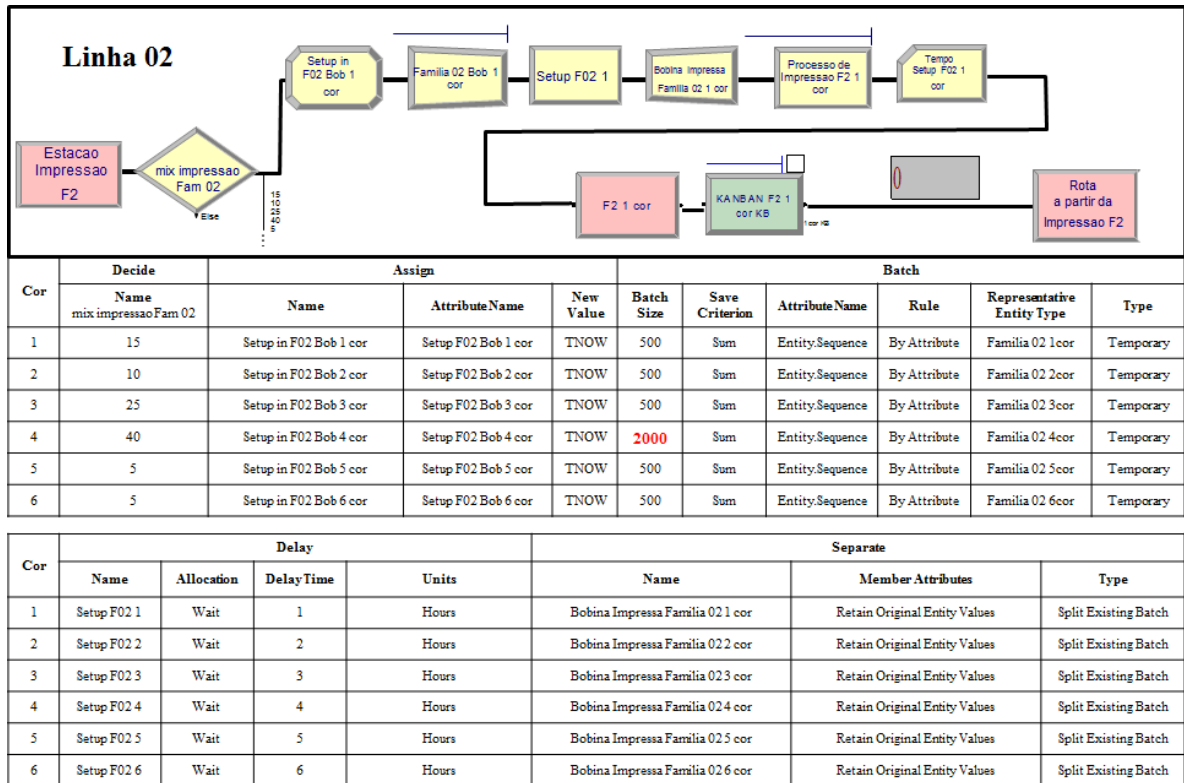 Linha 02
Setup in
F02 Bob 1
cor
Familia 02 Bob 1
cor
Setup F02 1
Bobina Impressa
Familia 02 1 cor
Processo de
Impressao F2 1
cor
Tempo
Setup F02 1
cor
Estacao
Impressao
F2
mix impressao
Fam 02
Else
15
10
25
40
5
F2 1 cor
KANBAN F2 1
cor KB
1 cor KB
0
Rota
a partir da
Impressao F2
Cor Decide Assign Batch
Name mix impressao Fam 02 Name Attribute Name New Value Batch Size Save Criterion Attribute Name Rule Representative Entity Type Type
1 15 Setup in F02 Bob 1 cor Setup F02 Bob 1 cor TNOW 500 Sum Entity.Sequence By Attribute Familia 02 1cor Temporary
2 10 Setup in F02 Bob 2 cor Setup F02 Bob 2 cor TNOW 500 Sum Entity.Sequence By Attribute Familia 02 2cor Temporary
3 25 Setup in F02 Bob 3 cor Setup F02 Bob 3 cor TNOW 500 Sum Entity.Sequence By Attribute Familia 02 3cor Temporary
4 40 Setup in F02 Bob 4 cor Setup F02 Bob 4 cor TNOW 2000 Sum Entity.Sequence By Attribute Familia 02 4cor Temporary
5 5 Setup in F02 Bob 5 cor Setup F02 Bob 5 cor TNOW 500 Sum Entity.Sequence By Attribute Familia 02 5cor Temporary
6 5 Setup in F02 Bob 6 cor Setup F02 Bob 6 cor TNOW 500 Sum Entity.Sequence By Attribute Familia 02 6cor Temporary
Cor Delay Separate
Name Allocation Delay Time Units Name Member Attributes Type
1 Setup F02 1 Wait 1 Hours Bobina Impressa Familia 02 1 cor Retain Original Entity Values Split Existing Batch
2 Setup F02 2 Wait 2 Hours Bobina Impressa Familia 02 2 cor Retain Original Entity Values Split Existing Batch
3 Setup F02 3 Wait 3 Hours Bobina Impressa Familia 02 3 cor Retain Original Entity Values Split Existing Batch
4 Setup F02 4 Wait 4 Hours Bobina Impressa Familia 02 4 cor Retain Original Entity Values Split Existing Batch
5 Setup F02 5 Wait 5 Hours Bobina Impressa Familia 02 5 cor Retain Original Entity Values Split Existing Batch
6 Setup F02 6 Wait 6 Hours Bobina Impressa Familia 02 6 cor Retain Original Entity Values Split Existing Batch